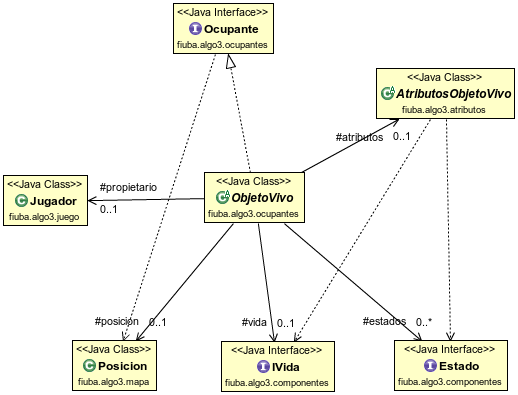 <<Java Interface>>
Ocupante
fiuba.algo3.ocupantes
<<Java Class>>
AtributosObjetoVivo
fiuba.algo3.atributos
#atributos
0..1
<<Java Class>>
Jugador
fiuba.algo3.juego
#propietario
0..1
<<Java Class>>
ObjetoVivo
fiuba.algo3.ocupantes
#posicion
0..1
#vida
0..1
#estados
0..*
<<Java Class>>
Posicion
fiuba.algo3.mapa
<<Java Interface>>
IVida
fiuba.algo3.componentes
<<Java Interface>>
Estado
fiuba.algo3.componentes